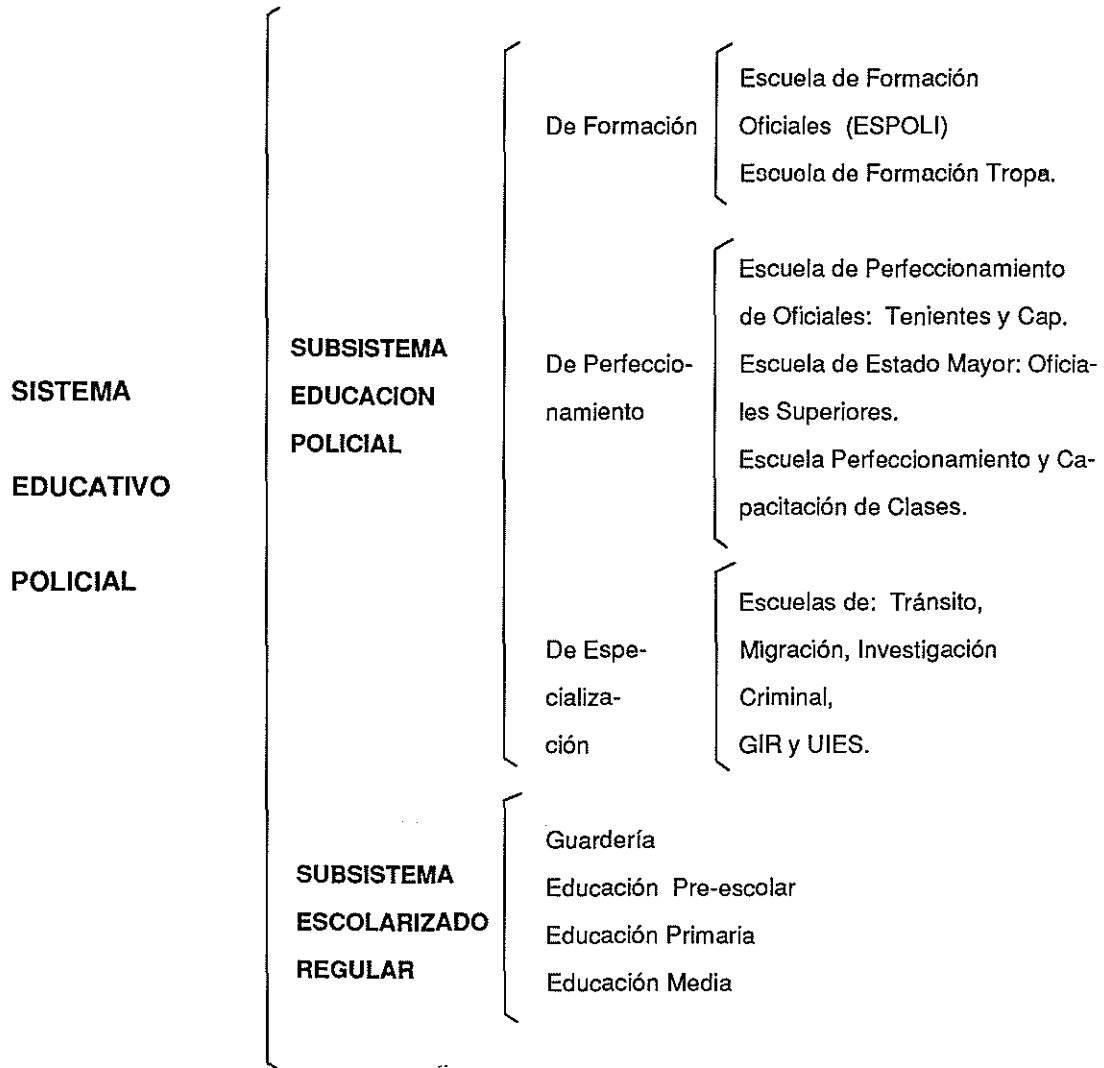 SISTEMA
EDUCATIVO
POLICIAL
SUBSISTEMA
EDUCACION
POLICIAL
De Formación
Escuela de Formación
Oficiales (ESPOLI)
Escuela de Formación Tropa.
De Perfeccio-
namiento
Escuela de Perfeccionamiento
de Oficiales: Tenientes y Cap.
Escuela de Estado Mayor: Oficia-
les Superiores.
Escuela Perfeccionamiento y Ca-
pacitación de Clases.
De Espe-
cializa-
ción
Escuelas de: Tránsito,
Migración, Investigación
Criminal,
GIR y UIES.
SUBSISTEMA
ESCOLARIZADO
REGULAR
Guardería
Educación Pre-escolar
Educación Primaria
Educación Media